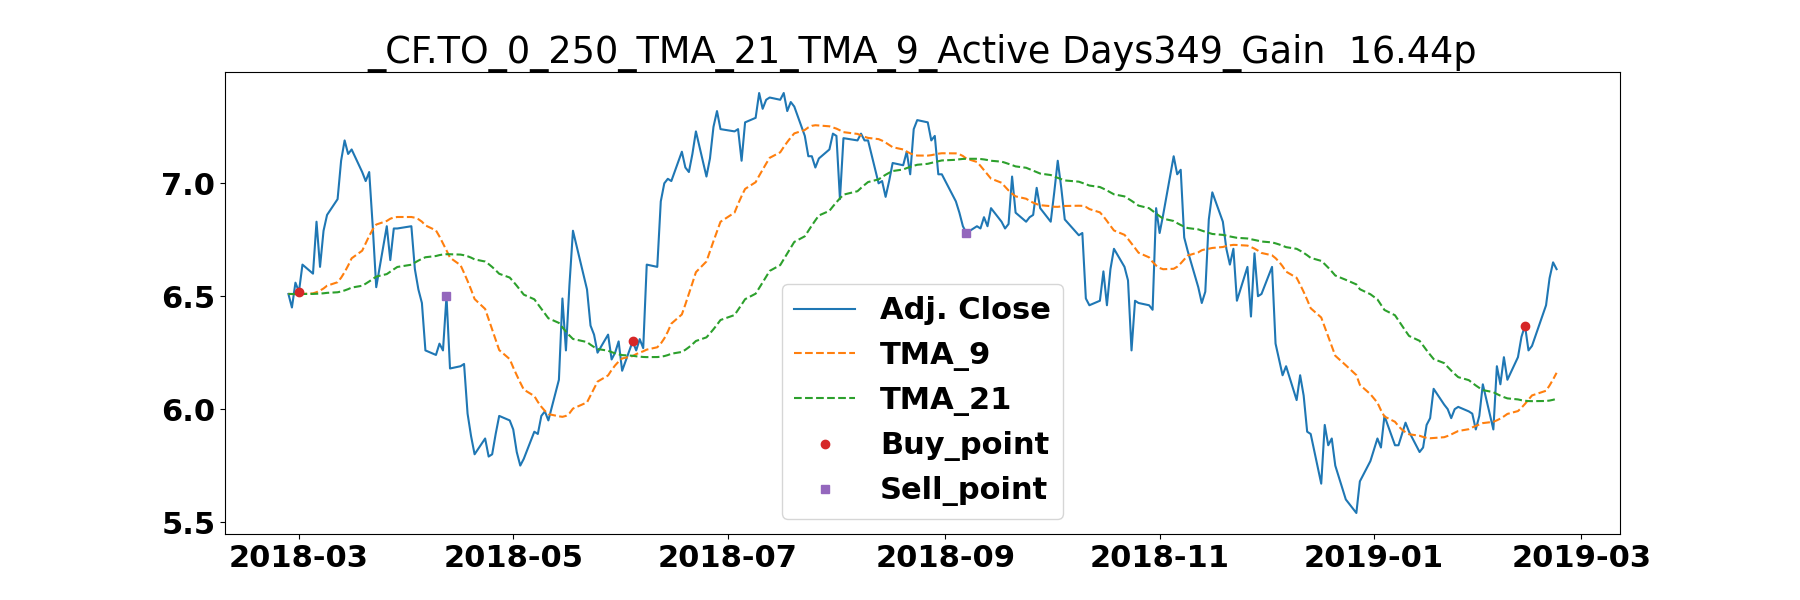 _CF.TO_0_250_TMA_21_TMA_9_Active Days349_Gain  16.44p
7.0
6.5
6.0
5.5
Adj. Close
TMA_9
TMA_21
Buy_point
Sell_point
2018-03 2018-05 2018-07 2018-09 2018-11 2019-01 2019-03